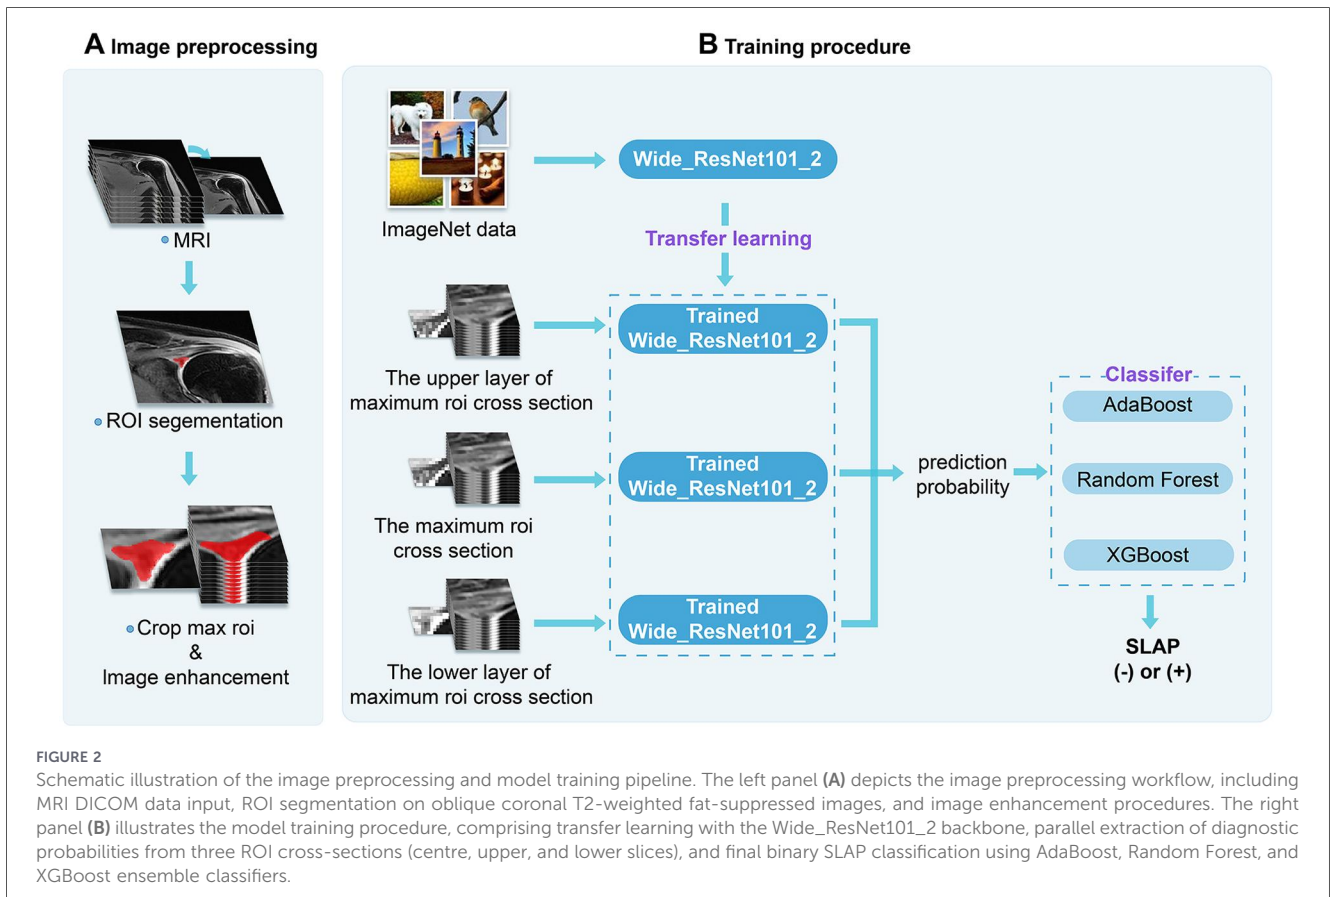 A Image preprocessing
MRI
ROI segementation
Crop max roi
&
Image enhancement
B Training procedure
ImageNet data
Wide_ResNet101_2
Transfer learning
The upper layer of
maximum roi cross section
Trained
Wide_ResNet101_2
The maximum roi
cross section
Trained
Wide_ResNet101_2
The lower layer of
maximum roi cross section
Trained
Wide_ResNet101_2
prediction
probability
Classifer
AdaBoost
Random Forest
XGBoost
SLAP
(-) or (+)
FIGURE 2
Schematic illustration of the image preprocessing and model training pipeline. The left panel (A) depicts the image preprocessing workflow, including
MRI DICOM data input, ROI segmentation on oblique coronal T2-weighted fat-suppressed images, and image enhancement procedures. The right
panel (B) illustrates the model training procedure, comprising transfer learning with the Wide_ResNet101_2 backbone, parallel extraction of diagnostic
probabilities from three ROI cross-sections (centre, upper, and lower slices), and final binary SLAP classification using AdaBoost, Random Forest, and
XGBoost ensemble classifiers.